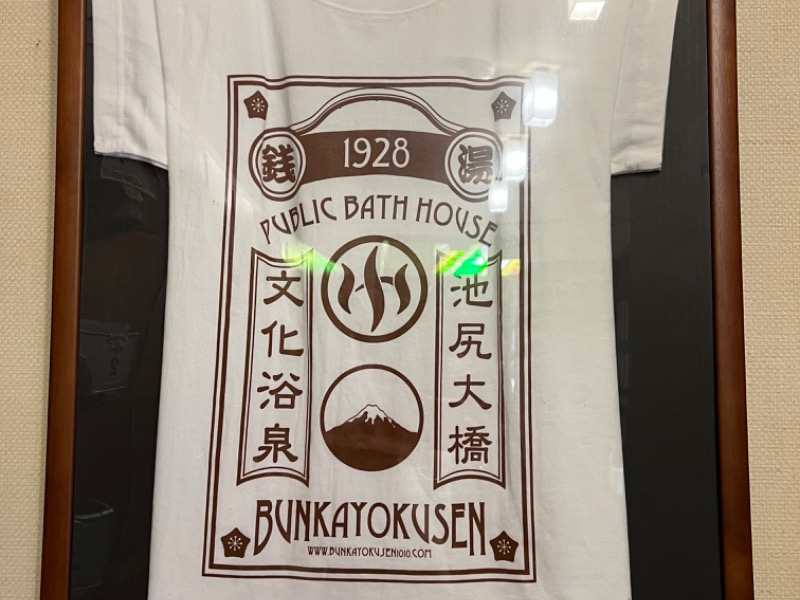 銭 1928 湯
PUBLIC BATH HOUSE
文化浴泉
池尻大橋
BUNKAYOKUSEN
WWW.BUNKAYOKUSEN1010.COM